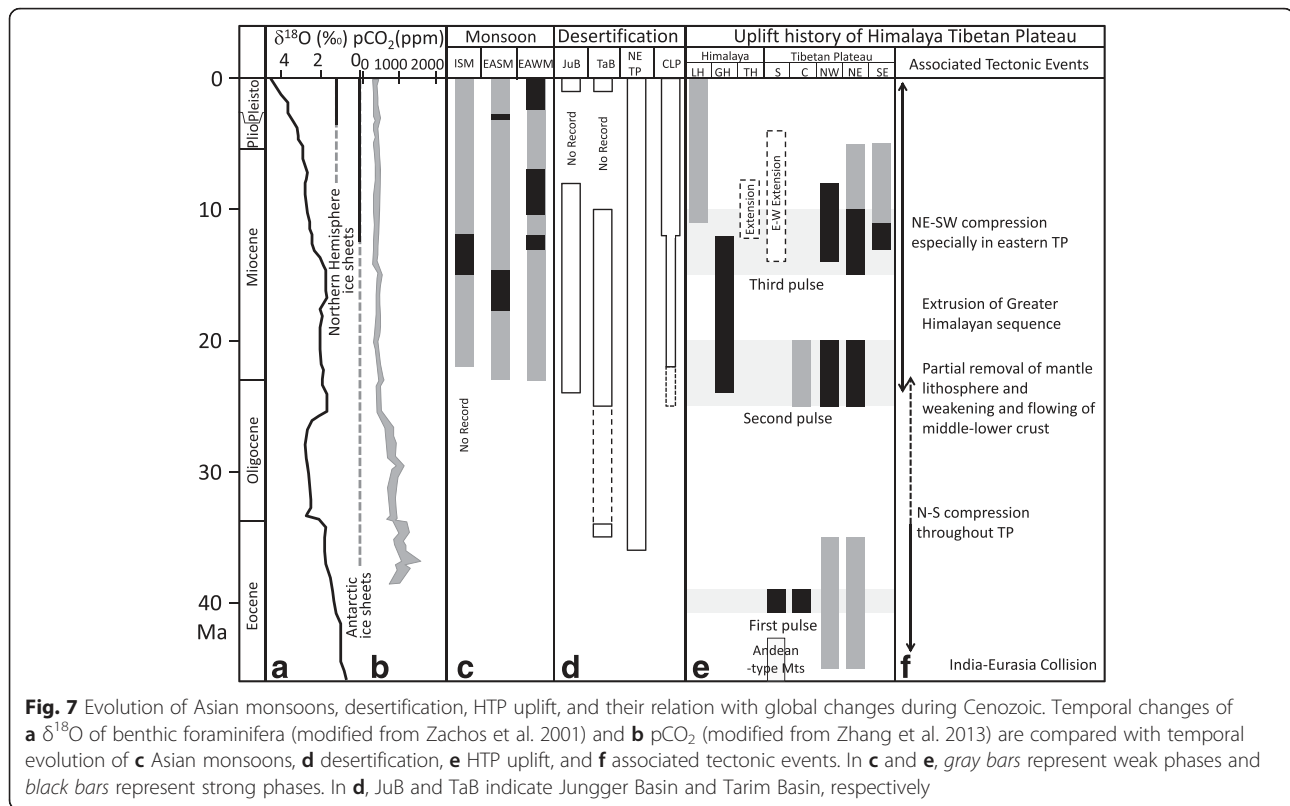 δ18O (‰) pCO2(ppm)
Monsoon
Desertification
Uplift history of Himalaya Tibetan Plateau
4 2 0 0 1000 2000
ISM EASM EAWM
JuB TaB NE TP CLP
Himalaya
Tibetan Plateau
LH GH TH S C NW NE SE
Associated Tectonic Events
0
10
20
30
40
Ma
Pleisto
Plio
Miocene
Oligocene
Eocene
Northern Hemisphere
ice sheets
Antarctic
ice sheets
No Record
No Record
No Record
Extension
E-W Extension
Third pulse
Second pulse
First pulse
Andean
-type Mts
NE-SW compression
especially in eastern TP
Extrusion of Greater
Himalayan sequence
Partial removal of mantle
lithosphere and
weakening and flowing of
middle-lower crust
N-S compression
throughout TP
India-Eurasia Collision
a b c d e f
Fig. 7 Evolution of Asian monsoons, desertification, HTP uplift, and their relation with global changes during Cenozoic. Temporal changes of
a δ18O of benthic foraminifera (modified from Zachos et al. 2001) and b pCO2 (modified from Zhang et al. 2013) are compared with temporal
evolution of c Asian monsoons, d desertification, e HTP uplift, and f associated tectonic events. In c and e, gray bars represent weak phases and
black bars represent strong phases. In d, JuB and TaB indicate Jungger Basin and Tarim Basin, respectively